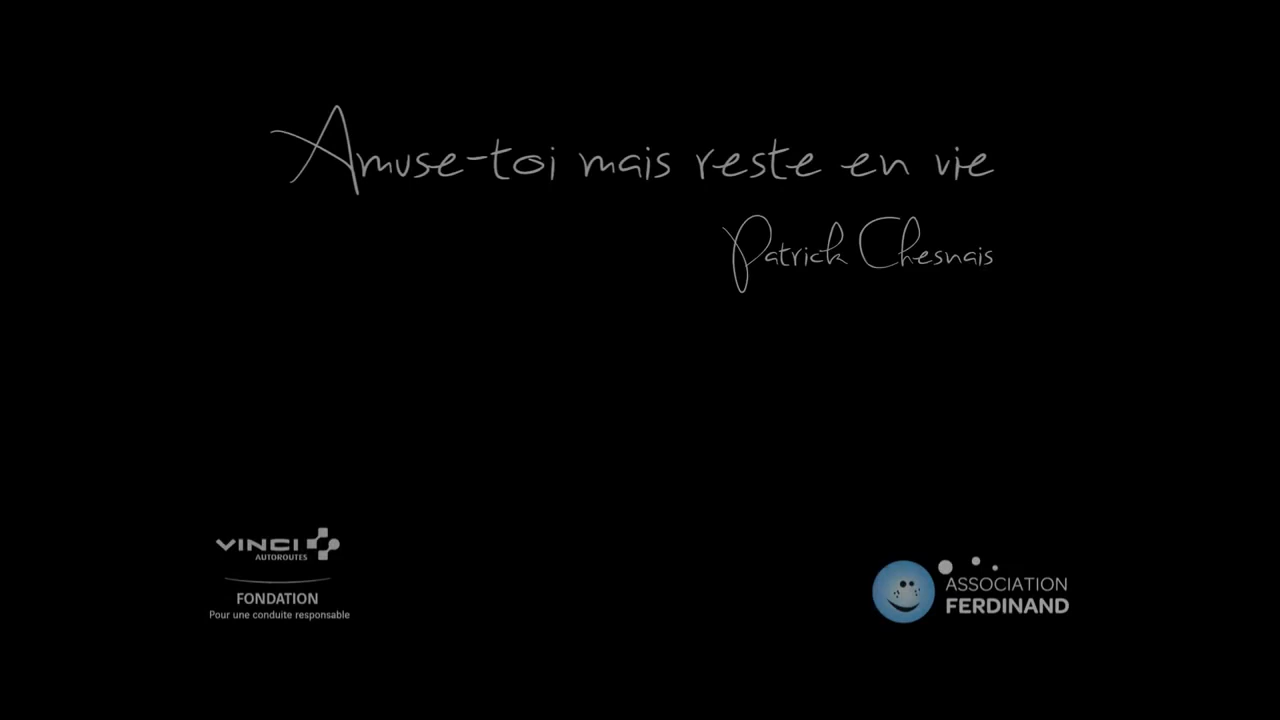 Amuse-toi mais reste en vie
Patrick Chesnais
VINCI
AUTOROUTES
FONDATION
Pour une conduite responsable
ASSOCIATION
FERDINAND